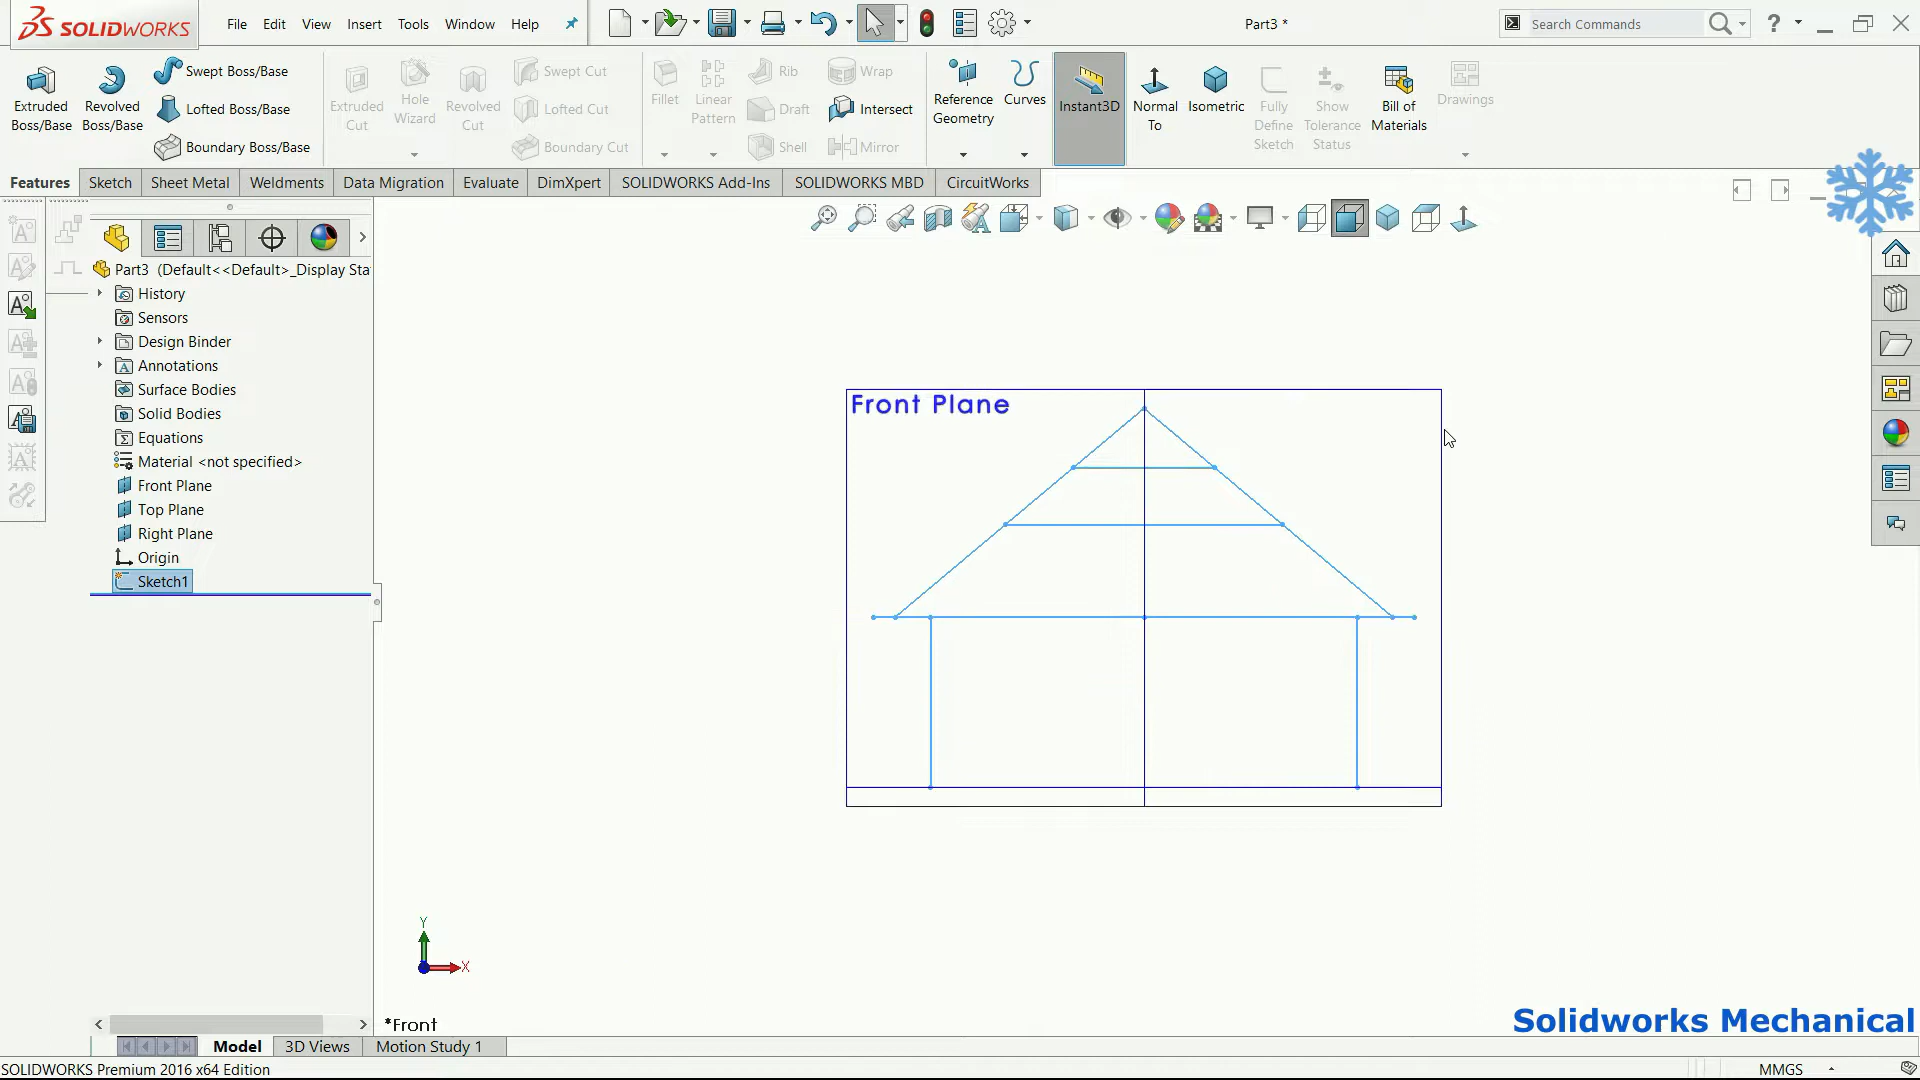 SOLIDWORKS
File Edit View Insert Tools Window Help
Part3 *
Search Commands
?
Extruded Boss/Base
Revolved Boss/Base
Swept Boss/Base
Lofted Boss/Base
Boundary Boss/Base
Extruded Cut
Hole Wizard
Revolved Cut
Swept Cut
Lofted Cut
Boundary Cut
Fillet
Linear Pattern
Rib
Draft
Shell
Wrap
Intersect
Mirror
Reference Geometry
Curves
Instant3D
Normal To
Isometric
Fully Define Sketch
Show Tolerance Status
Bill of Materials
Drawings
Features Sketch Sheet Metal Weldments Data Migration Evaluate DimXpert SOLIDWORKS Add-Ins SOLIDWORKS MBD CircuitWorks
Part3 (Default<<Default>_Display Sta
History
Sensors
Design Binder
Annotations
Surface Bodies
Solid Bodies
Equations
Material <not specified>
Front Plane
Top Plane
Right Plane
Origin
Sketch1
Front Plane
Y
X
*Front
Solidworks Mechanical
Model 3D Views Motion Study 1
SOLIDWORKS Premium 2016 x64 Edition
MMGS